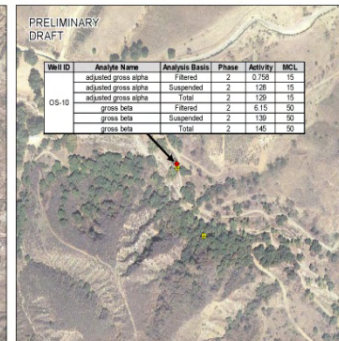 PRELIMINARY
DRAFT
Well ID Analyte Name Analysis Basis Phase Activity MCL
OS-10
adjusted gross alpha Filtered 2 0.758 15
adjusted gross alpha Suspended 2 128 15
adjusted gross alpha Total 2 129 15
gross beta Filtered 2 6.15 50
gross beta Suspended 2 139 50
gross beta Total 2 145 50